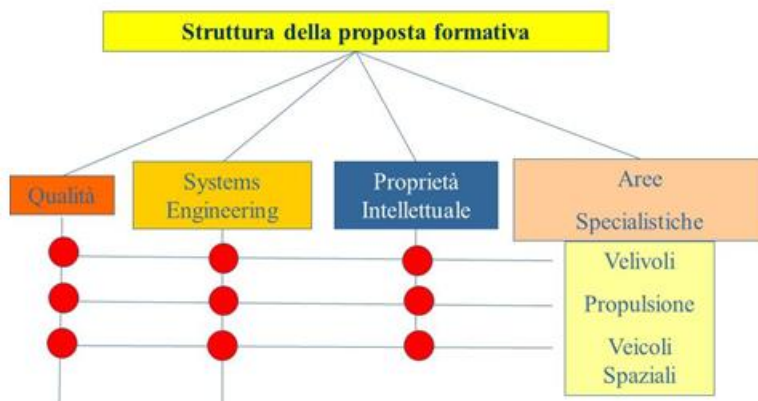 Struttura della proposta formativa
Qualità
Systems
Engineering
Proprietà
Intellettuale
Aree
Specialistiche
Velivoli
Propulsione
Veicoli
Spaziali